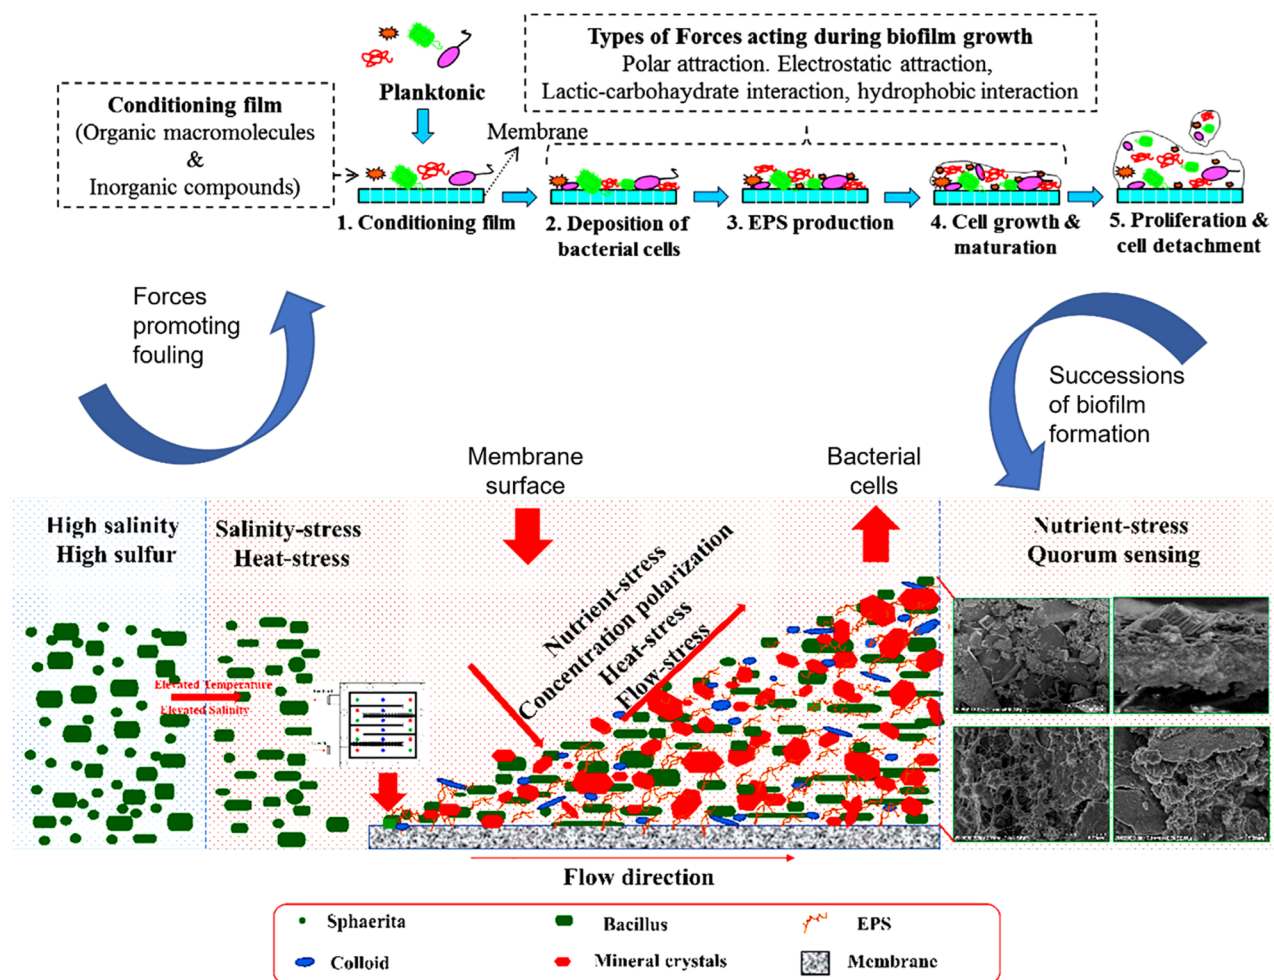 Types of Forces acting during biofilm growth
Polar attraction. Electrostatic attraction,
Lactic-carbohaydrate interaction, hydrophobic interaction
Planktonic
Conditioning film
(Organic macromolecules
&
Inorganic compounds)
Membrane
1. Conditioning film
2. Deposition of
bacterial cells
3. EPS production
4. Cell growth &
maturation
5. Proliferation &
cell detachment
Forces
promoting
fouling
Successions
of biofilm
formation
Membrane
surface
Bacterial
cells
High salinity
High sulfur
Salinity-stress
Heat-stress
Nutrient-stress
Concentration polarization
Heat-stress
Flow-stress
Nutrient-stress
Quorum sensing
Elevated Temperature
Elevated Salinity
Flow direction
Sphaerita
Bacillus
EPS
Colloid
Mineral crystals
Membrane